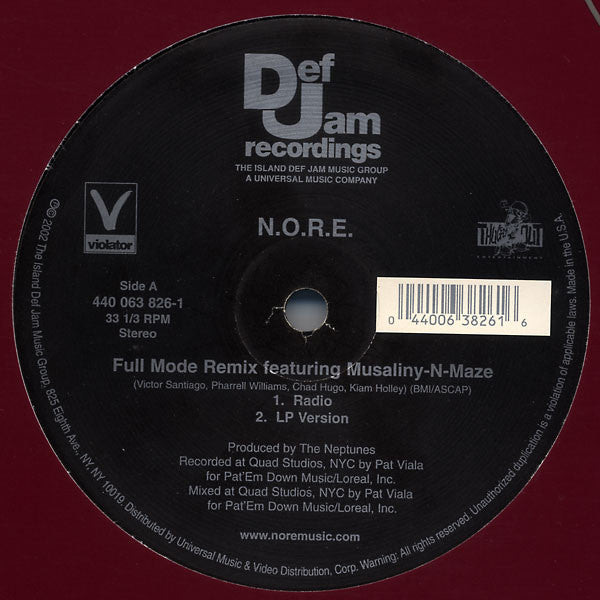 Def
Jam
recordings
THE ISLAND DEF JAM MUSIC GROUP
A UNIVERSAL MUSIC COMPANY
V
violator
N.O.R.E.
ENTERTAINMENT
Side A
440 063 826-1
33 1/3 RPM
Stereo
0 44006 38261 6
Full Mode Remix featuring Musaliny-N-Maze
(Victor Santiago, Pharrell Williams, Chad Hugo, Kiam Holley) (BMI/ASCAP)
1. Radio
2. LP Version
Produced by The Neptunes
Recorded at Quad Studios, NYC by Pat Viala
for Pat'Em Down Music/Loreal, Inc.
Mixed at Quad Studios, NYC by Pat Viala
for Pat'Em Down Music/Loreal, Inc.
www.noremusic.com
℗© 2002 The Island Def Jam Music Group, 825 Eighth Ave., NY, NY 10019. Distributed by Universal Music & Video Distribution, Corp. Warning: All rights reserved. Unauthorized duplication is a violation of applicable laws. Made in the U.S.A.